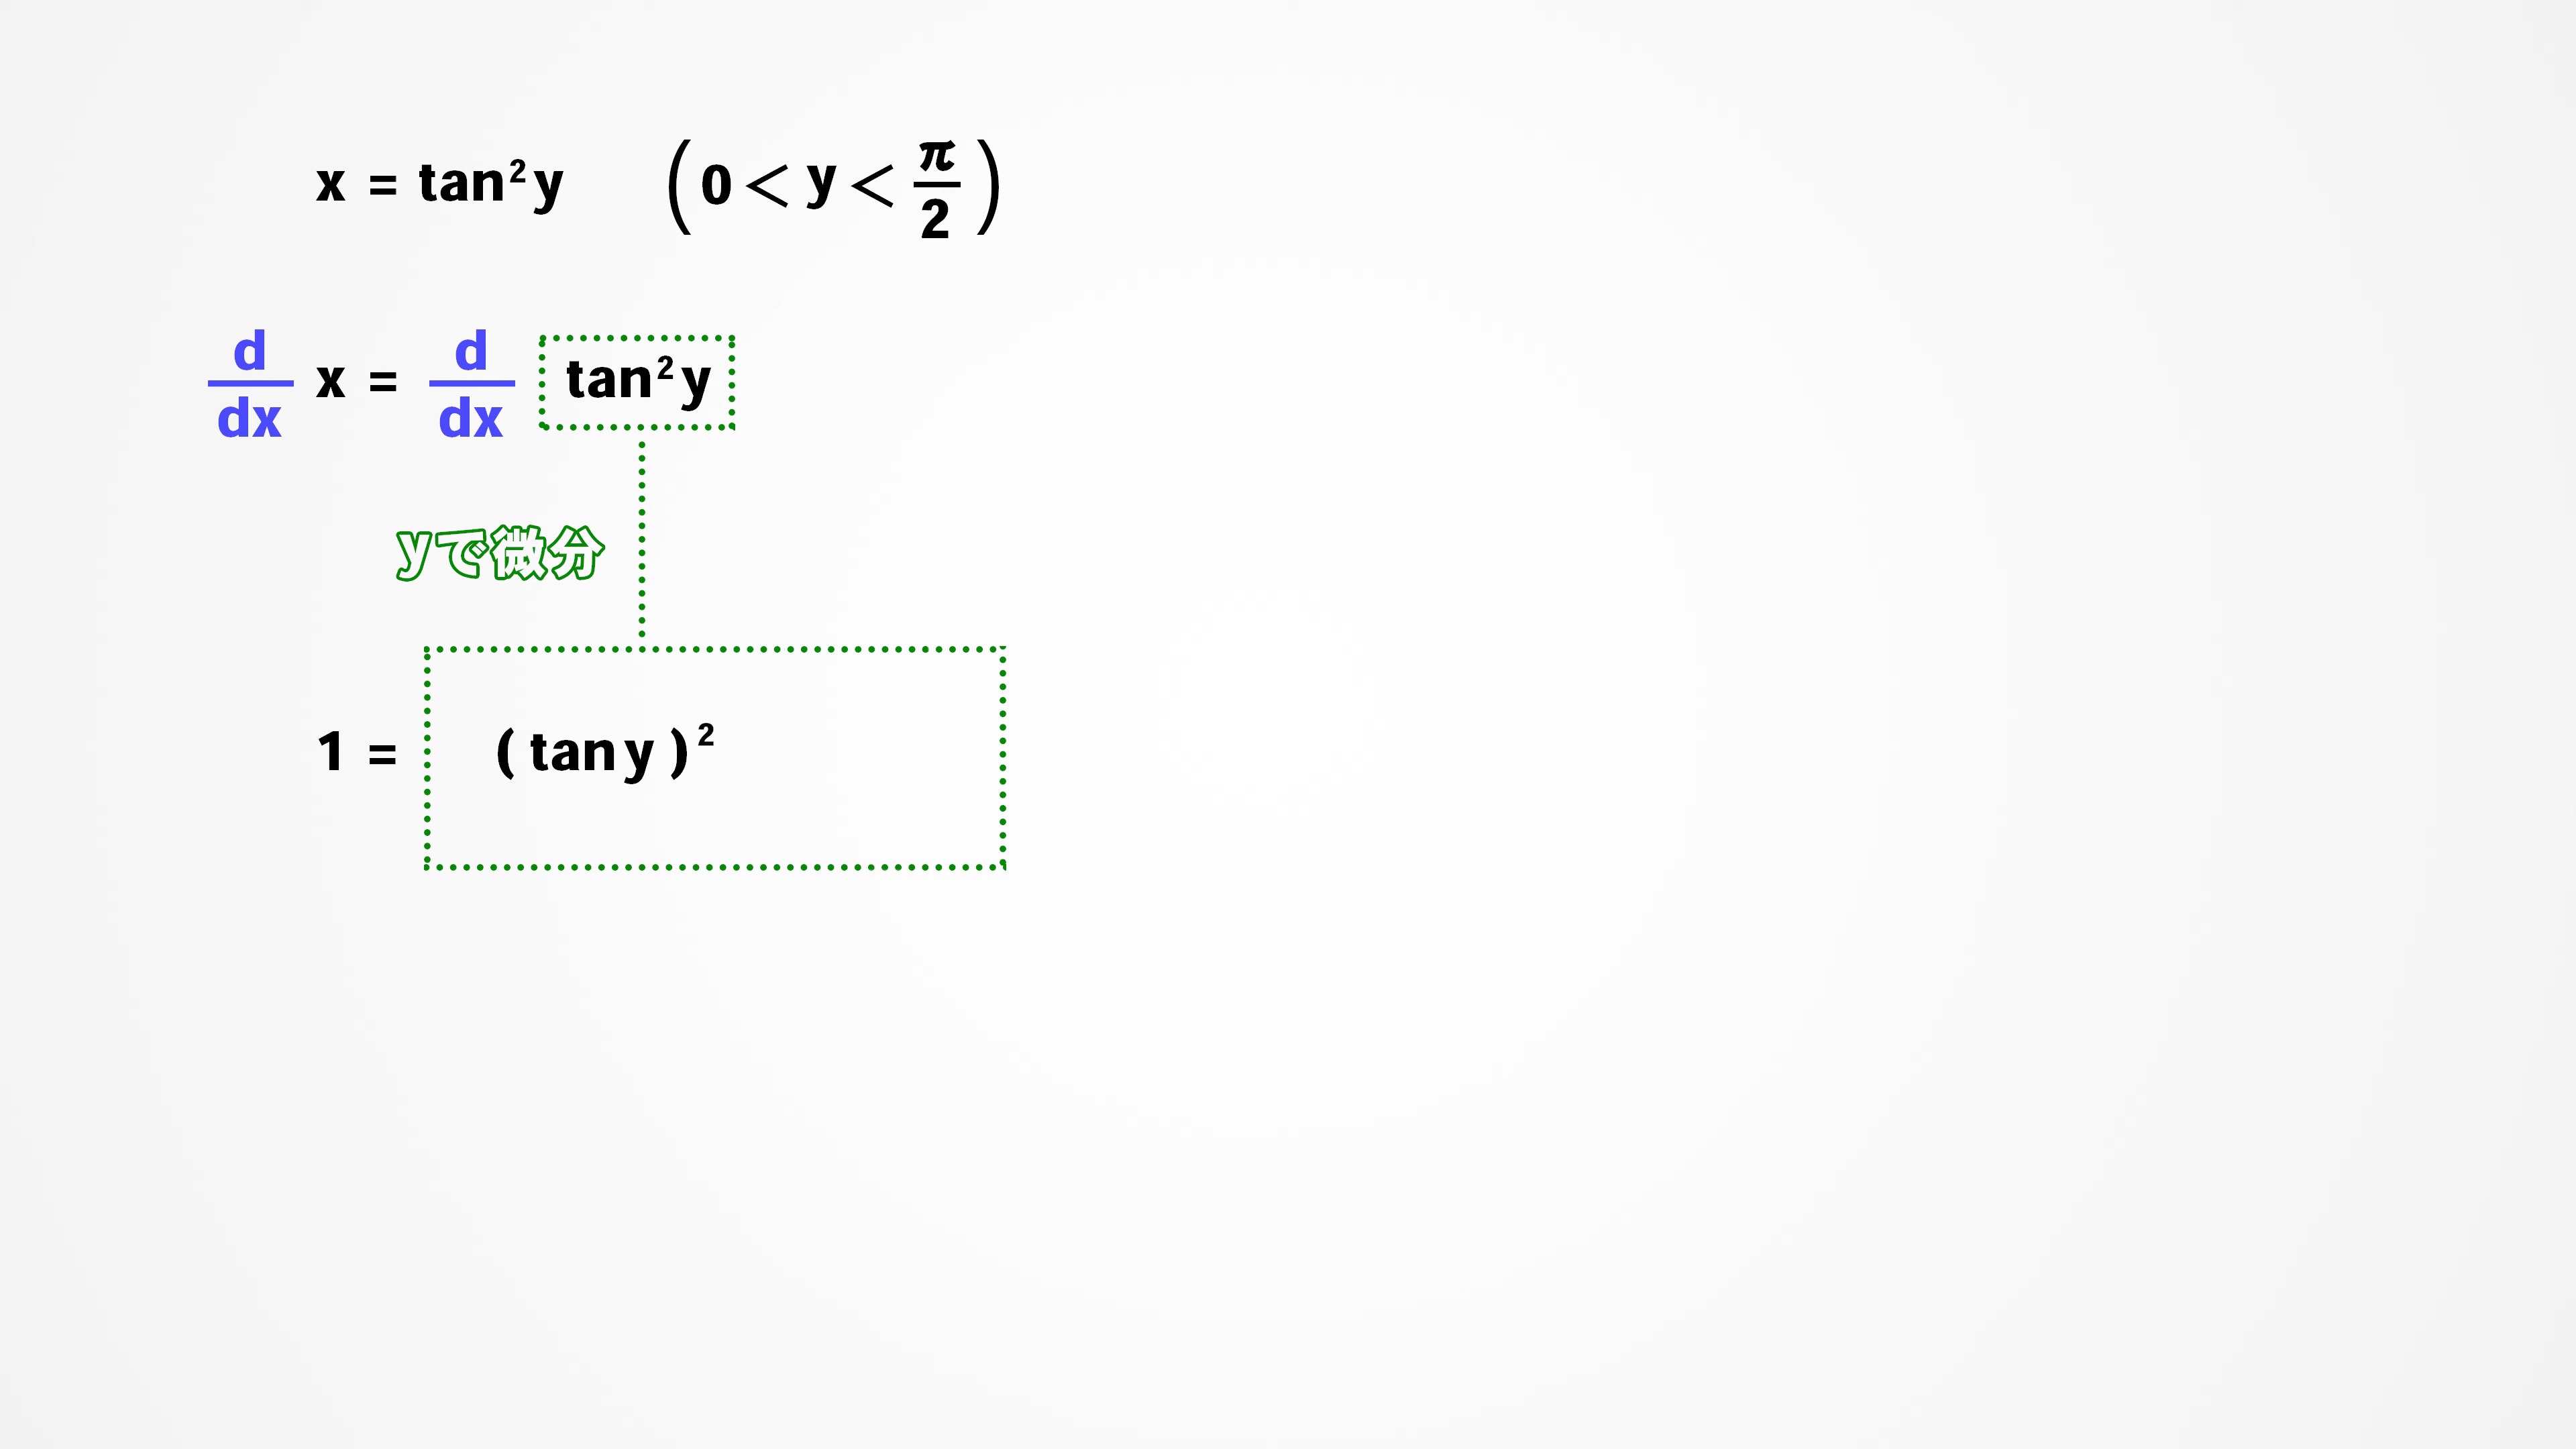 x = tan²y (0 < y < π/2)
d/dx x = d/dx tan²y
yで微分
1 = (tan y)²